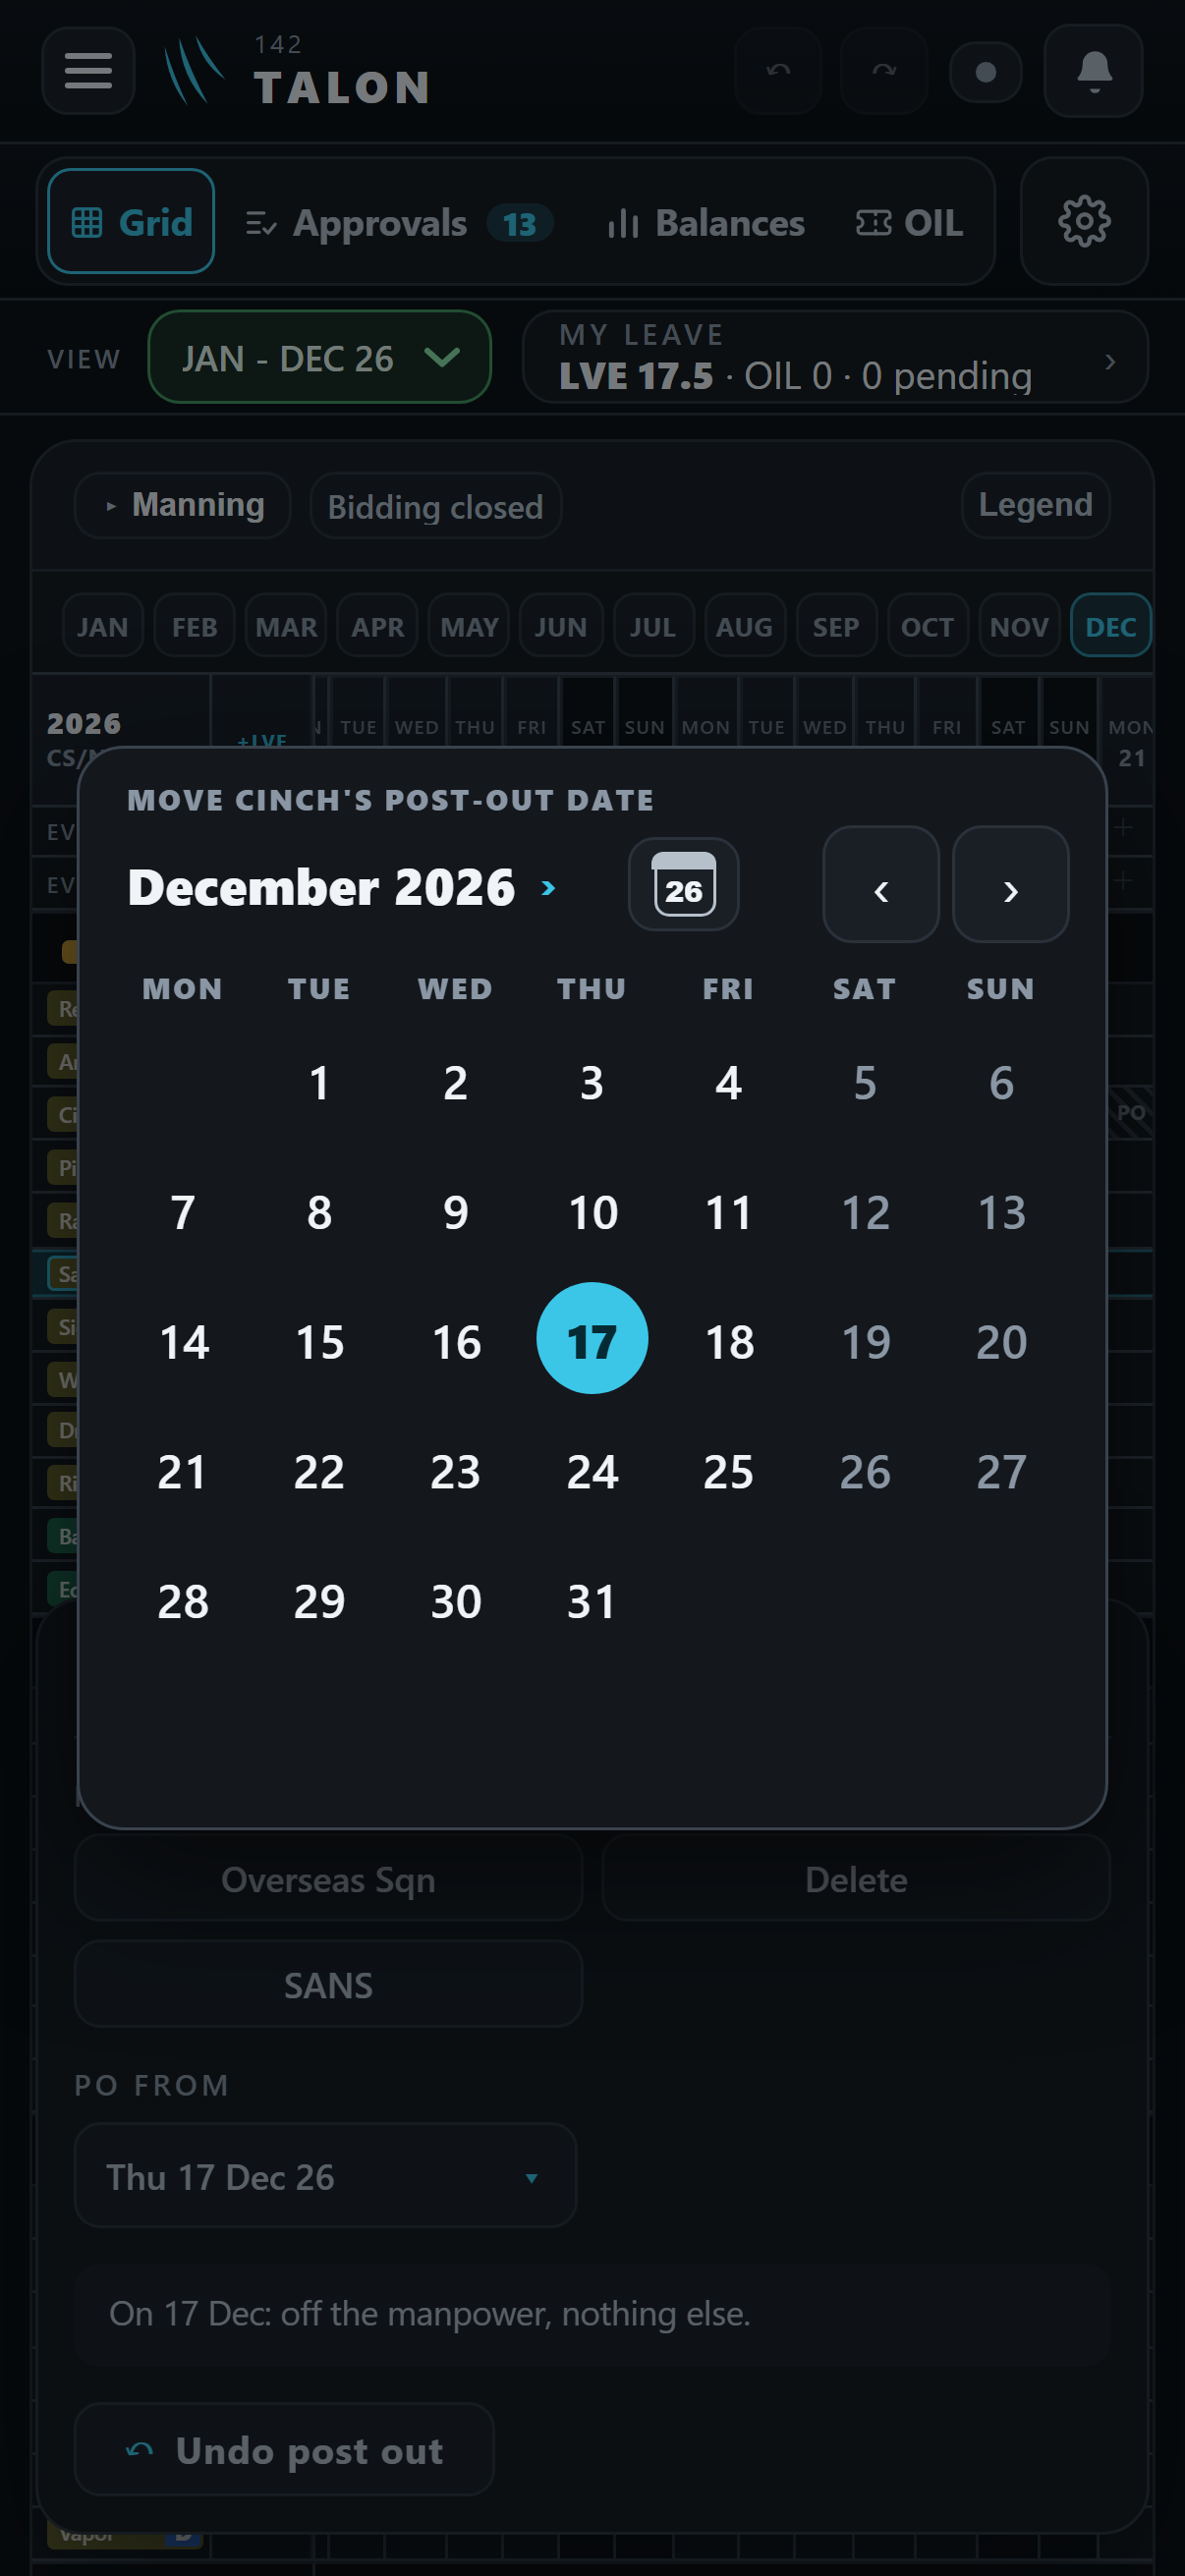 142
TALON
Grid
Approvals 13
Balances
OIL
VIEW
JAN - DEC 26
MY LEAVE
LVE 17.5 · OIL 0 · 0 pending
Manning
Bidding closed
Legend
JAN FEB MAR APR MAY JUN JUL AUG SEP OCT NOV DEC
2026
TUE WED THU FRI SAT SUN MON TUE WED THU FRI SAT SUN MON
21
+LVE
MOVE CINCH'S POST-OUT DATE
December 2026 ›
26
‹ ›
MON TUE WED THU FRI SAT SUN
1 2 3 4 5 6
7 8 9 10 11 12 13
14 15 16 17 18 19 20
21 22 23 24 25 26 27
28 29 30 31
PO
Overseas Sqn
Delete
SANS
PO FROM
Thu 17 Dec 26
On 17 Dec: off the manpower, nothing else.
Undo post out